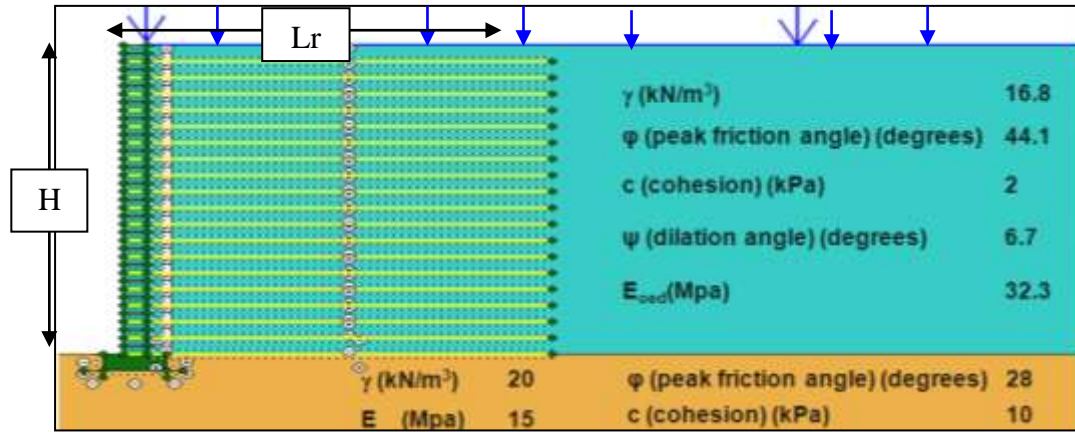 Lr
γ (kN/m³) 16.8
φ (peak friction angle) (degrees) 44.1
H
c (cohesion) (kPa) 2
ψ (dilation angle) (degrees) 6.7
Eoed(Mpa) 32.3
γ (kN/m³) 20 φ (peak friction angle) (degrees) 28
E (Mpa) 15 c (cohesion) (kPa) 10